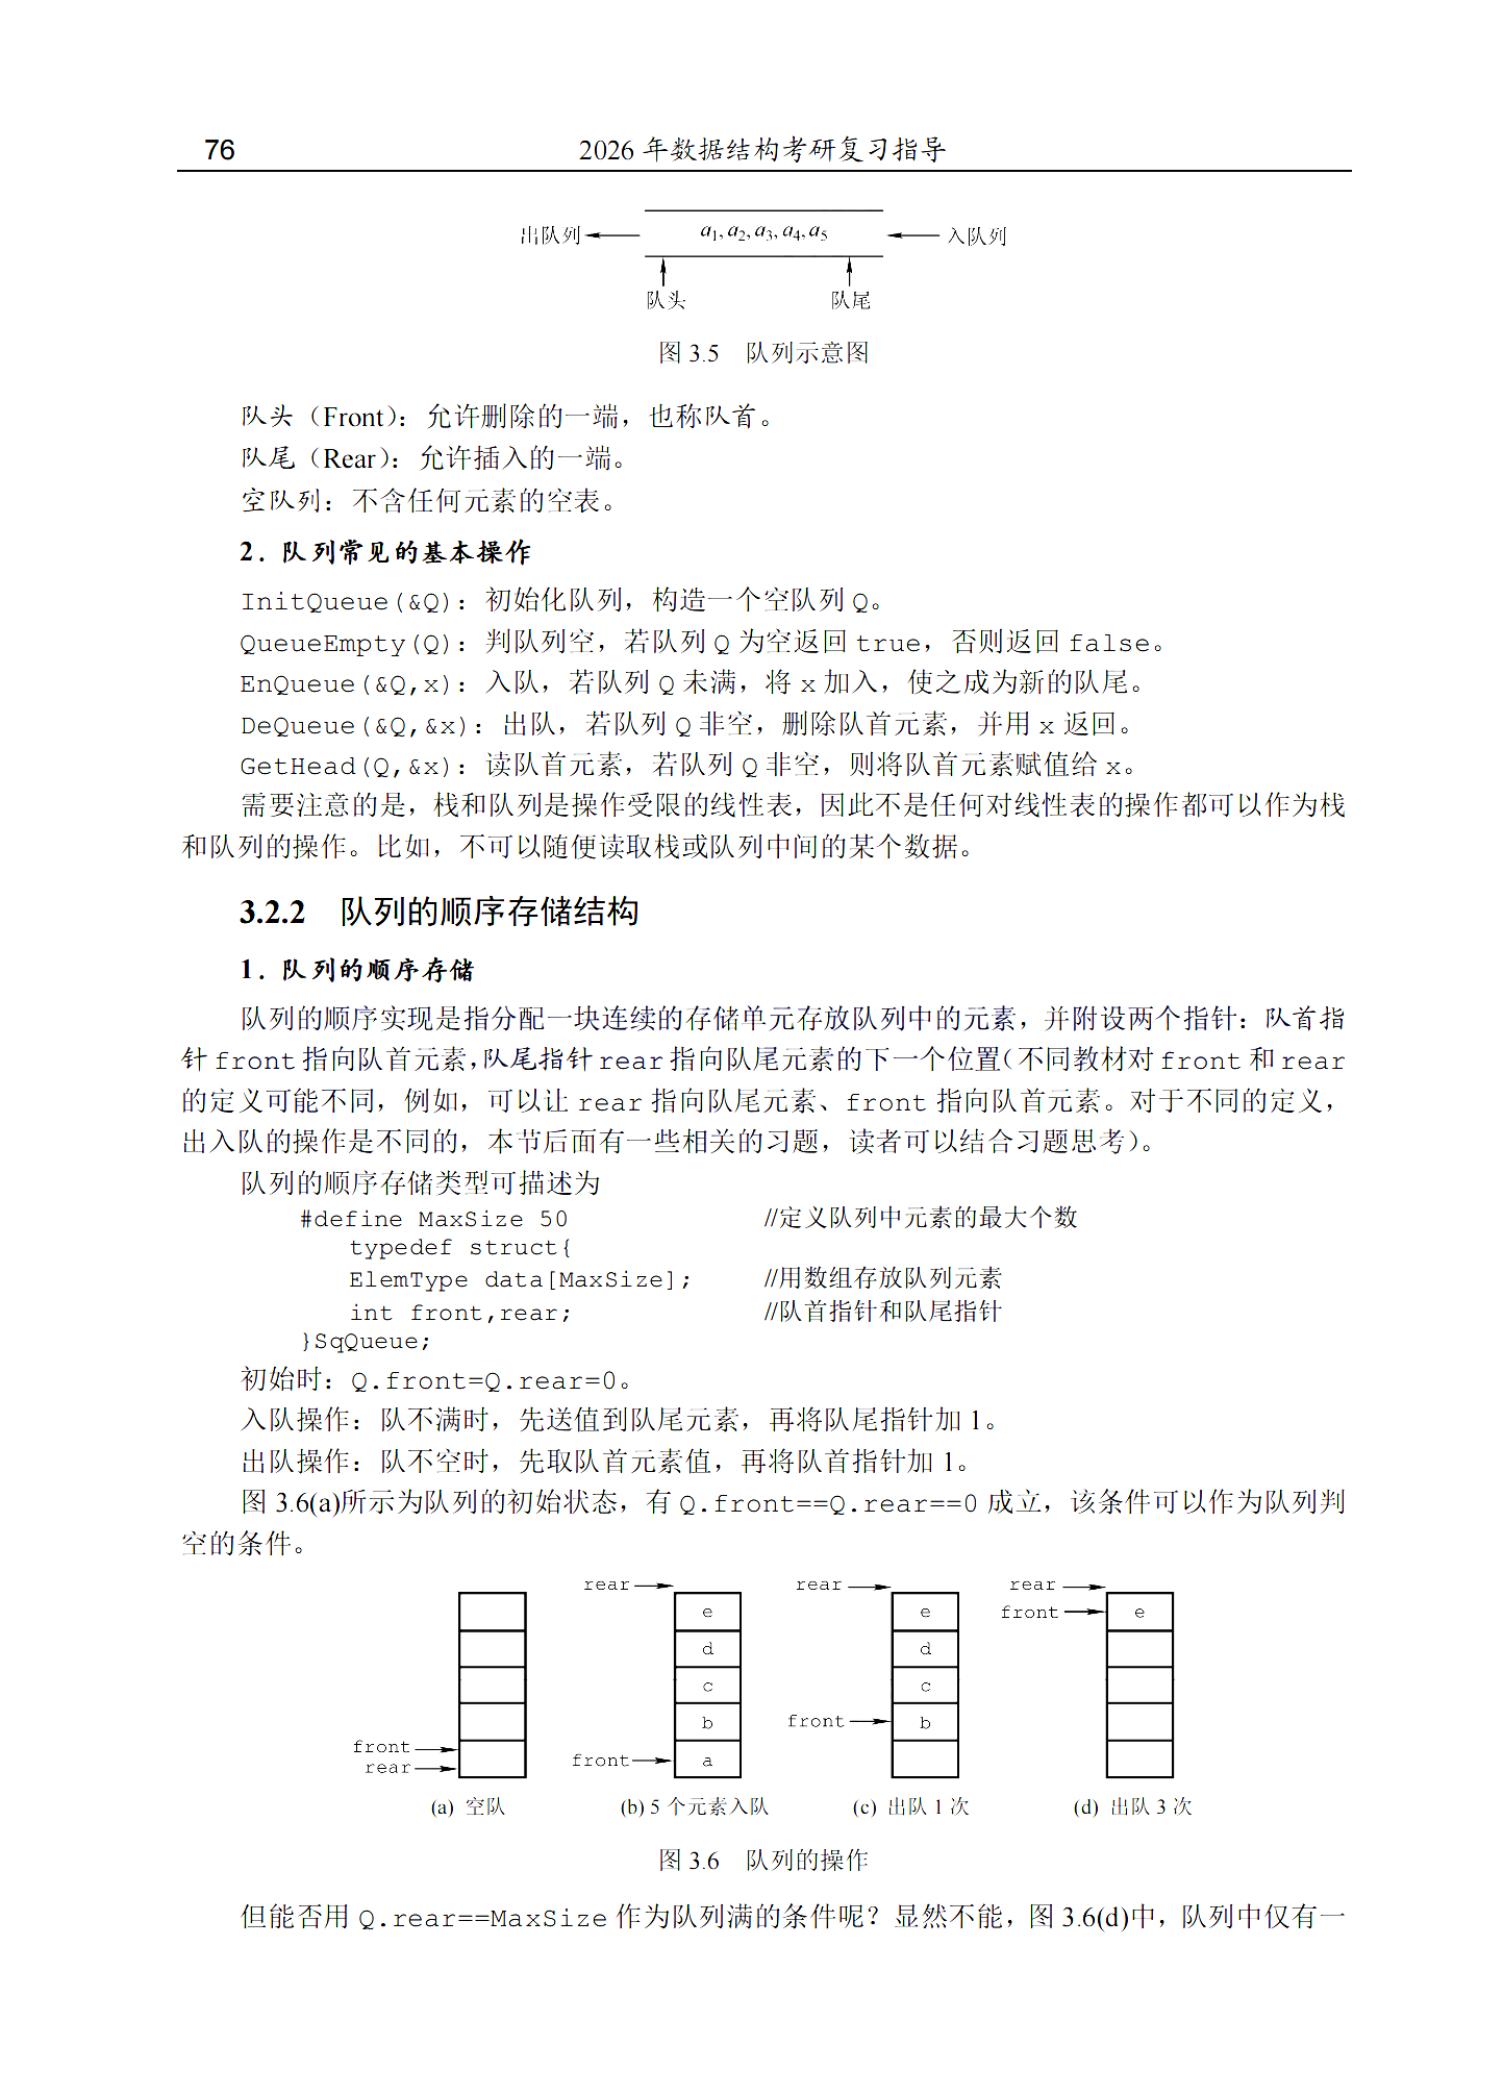 76 2026 年数据结构考研复习指导
出队列 a1, a2, a3, a4, a5 入队列
队头 队尾
图 3.5 队列示意图
队头（Front）：允许删除的一端，也称队首。
队尾（Rear）：允许插入的一端。
空队列：不含任何元素的空表。
2. 队列常见的基本操作
InitQueue(&Q)：初始化队列，构造一个空队列 Q。
QueueEmpty(Q)：判队列空，若队列 Q 为空返回 true，否则返回 false。
EnQueue(&Q,x)：入队，若队列 Q 未满，将 x 加入，使之成为新的队尾。
DeQueue(&Q,&x)：出队，若队列 Q 非空，删除队首元素，并用 x 返回。
GetHead(Q,&x)：读队首元素，若队列 Q 非空，则将队首元素赋值给 x。
需要注意的是，栈和队列是操作受限的线性表，因此不是任何对线性表的操作都可以作为栈
和队列的操作。比如，不可以随便读取栈或队列中间的某个数据。
3.2.2 队列的顺序存储结构
1. 队列的顺序存储
队列的顺序实现是指分配一块连续的存储单元存放队列中的元素，并附设两个指针：队首指
针 front 指向队首元素，队尾指针 rear 指向队尾元素的下一个位置（不同教材对 front 和 rear
的定义可能不同，例如，可以让 rear 指向队尾元素、front 指向队首元素。对于不同的定义，
出入队的操作是不同的，本节后面有一些相关的习题，读者可以结合习题思考）。
队列的顺序存储类型可描述为
#define MaxSize 50 //定义队列中元素的最大个数
typedef struct{
ElemType data[MaxSize]; //用数组存放队列元素
int front,rear; //队首指针和队尾指针
}SqQueue;
初始时：Q.front=Q.rear=0。
入队操作：队不满时，先送值到队尾元素，再将队尾指针加 1。
出队操作：队不空时，先取队首元素值，再将队首指针加 1。
图 3.6(a)所示为队列的初始状态，有 Q.front==Q.rear==0 成立，该条件可以作为队列判
空的条件。
rear rear rear
e e front e
d d
c c
b front b
front
rear front a
(a) 空队 (b) 5 个元素入队 (c) 出队 1 次 (d) 出队 3 次
图 3.6 队列的操作
但能否用 Q.rear==MaxSize 作为队列满的条件呢？显然不能，图 3.6(d)中，队列中仅有一